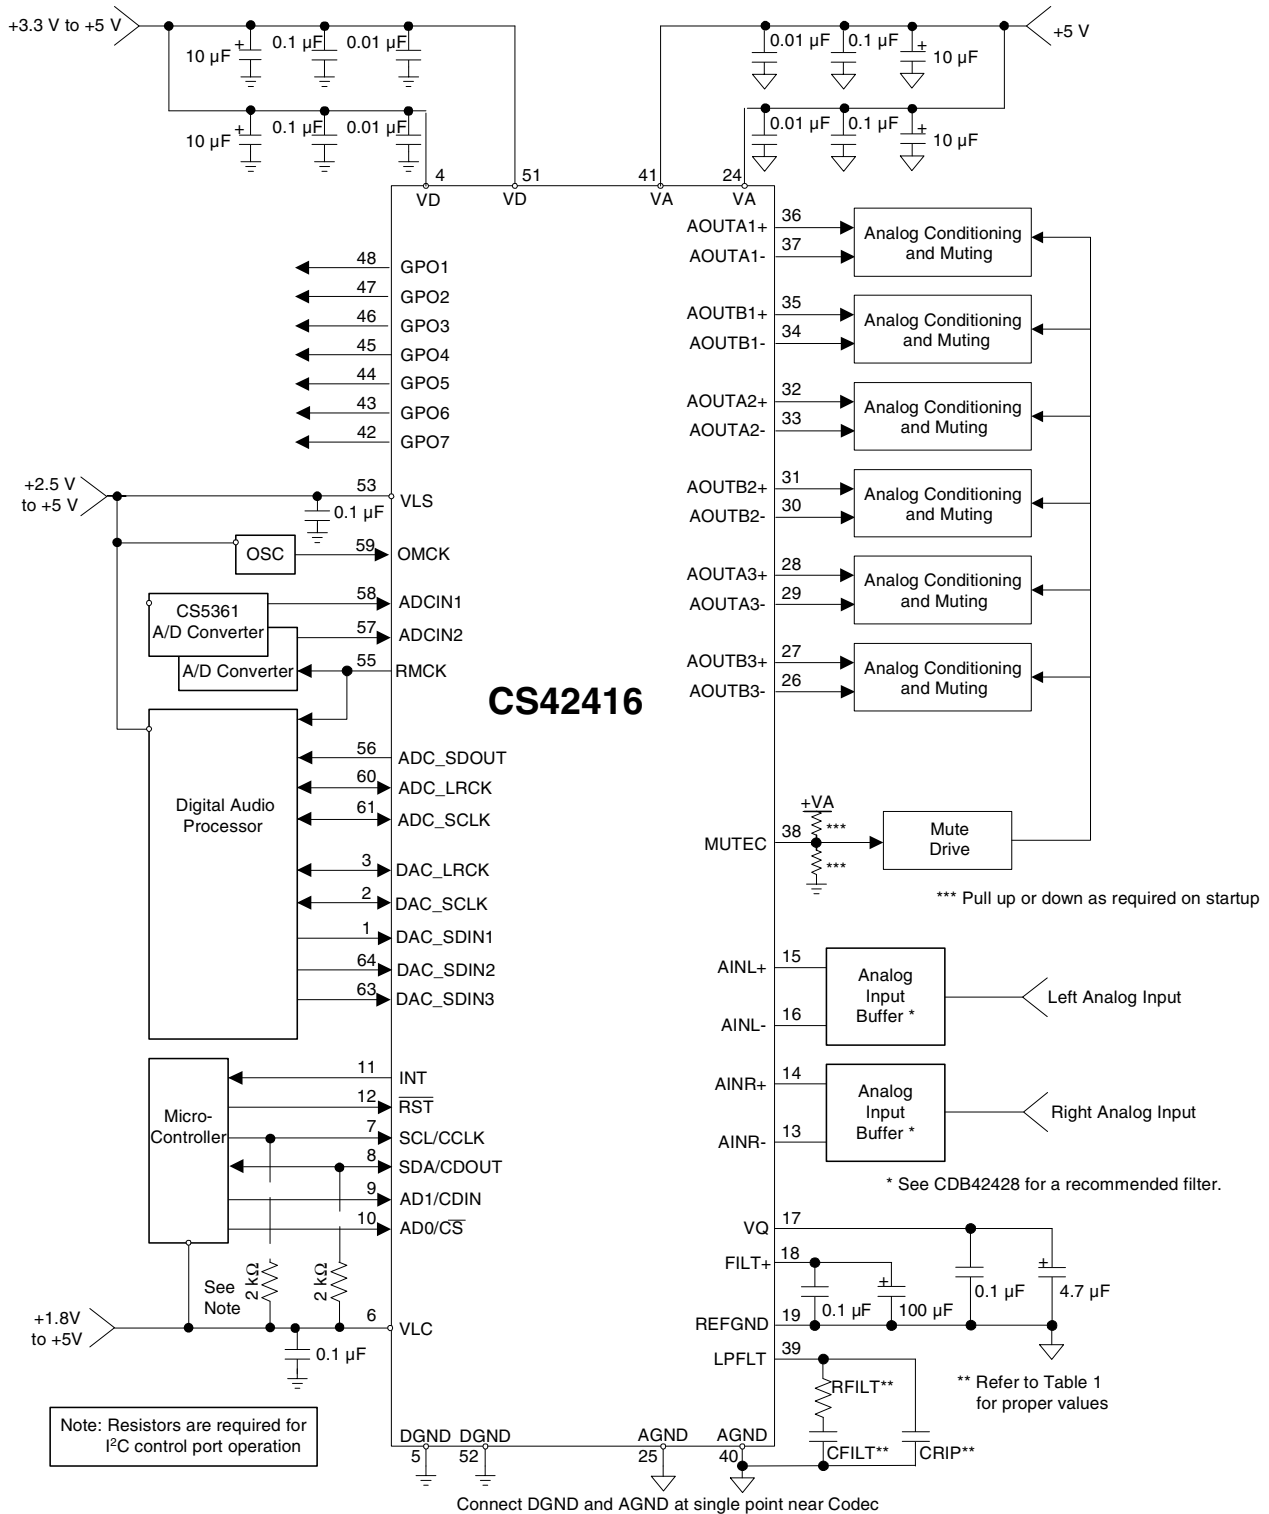 +3.3 V to +5 V
10 µF
+
0.1 µF
0.01 µF
10 µF
+
0.1 µF
0.01 µF
0.01 µF
0.1 µF
+
10 µF
+5 V
0.01 µF
0.1 µF
+
10 µF
4
VD
51
VD
41
VA
24
VA
48 GPO1
47 GPO2
46 GPO3
45 GPO4
44 GPO5
43 GPO6
42 GPO7
+2.5 V
to +5 V
53 VLS
0.1 µF
OSC
59 OMCK
CS5361
A/D Converter
58 ADCIN1
57 ADCIN2
A/D Converter
55 RMCK
CS42416
Digital Audio
Processor
56 ADC_SDOUT
60 ADC_LRCK
61 ADC_SCLK
3 DAC_LRCK
2 DAC_SCLK
1 DAC_SDIN1
64 DAC_SDIN2
63 DAC_SDIN3
Micro-
Controller
11 INT
12 RST
7 SCL/CCLK
8 SDA/CDOUT
9 AD1/CDIN
10 AD0/CS
See
Note
2 kΩ
2 kΩ
+1.8V
to +5V
6 VLC
0.1 µF
Note: Resistors are required for
I²C control port operation
DGND
5
DGND
52
AGND
25
AGND
40
Connect DGND and AGND at single point near Codec
AOUTA1+ 36
AOUTA1- 37
Analog Conditioning
and Muting
AOUTB1+ 35
AOUTB1- 34
Analog Conditioning
and Muting
AOUTA2+ 32
AOUTA2- 33
Analog Conditioning
and Muting
AOUTB2+ 31
AOUTB2- 30
Analog Conditioning
and Muting
AOUTA3+ 28
AOUTA3- 29
Analog Conditioning
and Muting
AOUTB3+ 27
AOUTB3- 26
Analog Conditioning
and Muting
+VA
***
MUTEC 38
***
Mute
Drive
*** Pull up or down as required on startup
AINL+ 15
AINL- 16
Analog
Input
Buffer *
Left Analog Input
AINR+ 14
AINR- 13
Analog
Input
Buffer *
Right Analog Input
* See CDB42428 for a recommended filter.
VQ 17
FILT+ 18
0.1 µF
+
100 µF
0.1 µF
+
4.7 µF
REFGND 19
LPFLT 39
RFILT**
CFILT**
CRIP**
** Refer to Table 1
for proper values